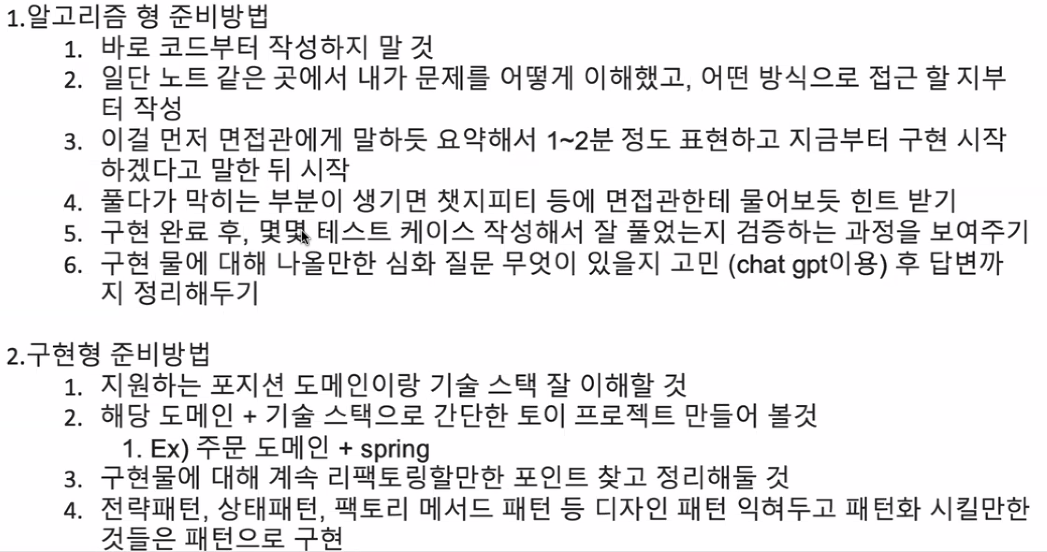 1.알고리즘 형 준비방법
1. 바로 코드부터 작성하지 말 것
2. 일단 노트 같은 곳에서 내가 문제를 어떻게 이해했고, 어떤 방식으로 접근 할 지부
터 작성
3. 이걸 먼저 면접관에게 말하듯 요약해서 1~2분 정도 표현하고 지금부터 구현 시작
하겠다고 말한 뒤 시작
4. 풀다가 막히는 부분이 생기면 챗지피티 등에 면접관한테 물어보듯 힌트 받기
5. 구현 완료 후, 몇몇 테스트 케이스 작성해서 잘 풀었는지 검증하는 과정을 보여주기
6. 구현 물에 대해 나올만한 심화 질문 무엇이 있을지 고민 (chat gpt이용) 후 답변까
지 정리해두기
2.구현형 준비방법
1. 지원하는 포지션 도메인이랑 기술 스택 잘 이해할 것
2. 해당 도메인 + 기술 스택으로 간단한 토이 프로젝트 만들어 볼것
1. Ex) 주문 도메인 + spring
3. 구현물에 대해 계속 리팩토링할만한 포인트 찾고 정리해둘 것
4. 전략패턴, 상태패턴, 팩토리 메서드 패턴 등 디자인 패턴 익혀두고 패턴화 시킬만한
것들은 패턴으로 구현